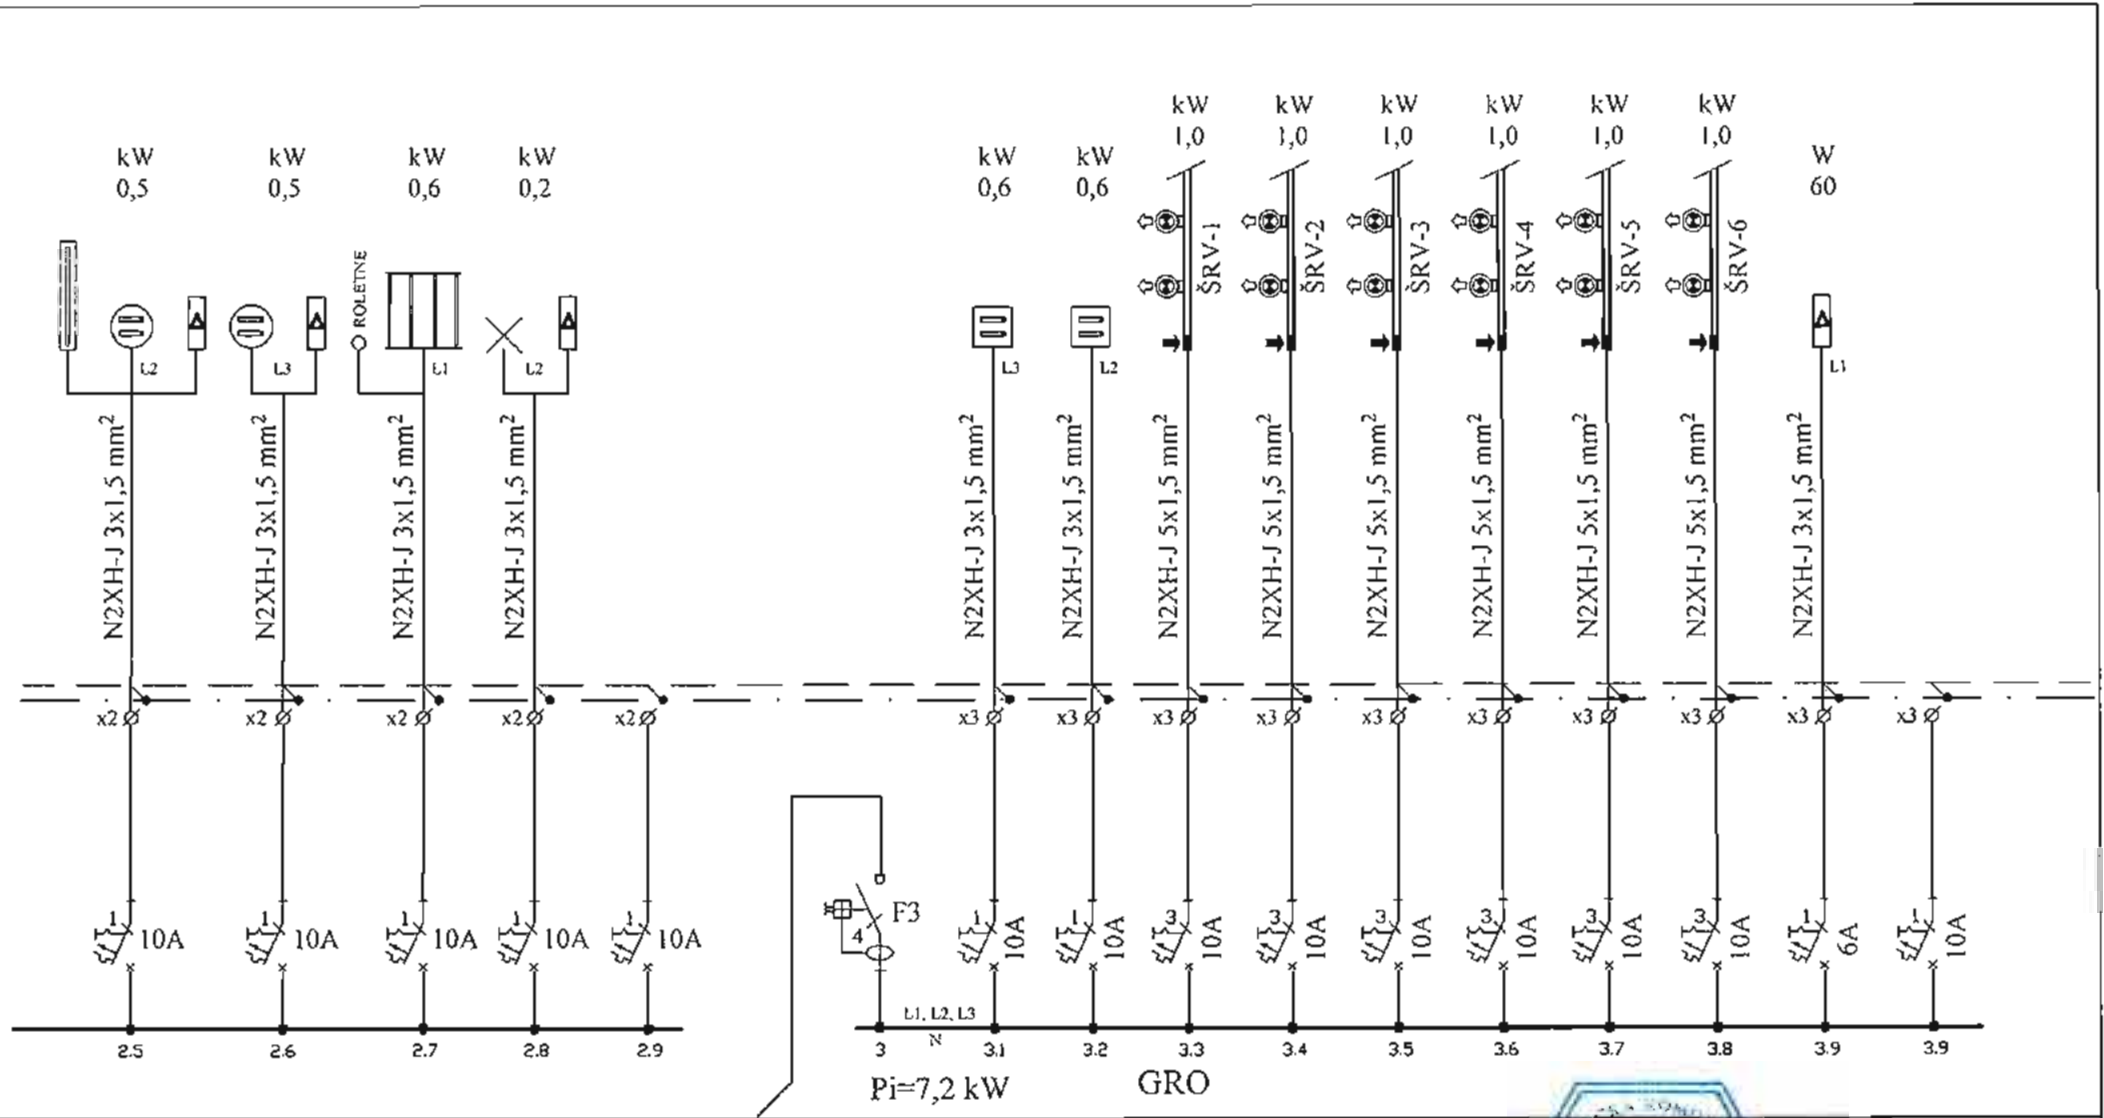 kW kW kW kW kW kW
1,0 1,0 1,0 1,0 1,0 1,0
kW kW kW kW kW kW W
0,5 0,5 0,6 0,2 0,6 0,6 60
ROLETNE
ŠRV-1 ŠRV-2 ŠRV-3 ŠRV-4 ŠRV-5 ŠRV-6
L2 L3 L1 L2 L3 L2 L1
N2XH-J 3x1,5 mm²
N2XH-J 3x1,5 mm²
N2XH-J 3x1,5 mm²
N2XH-J 3x1,5 mm²
N2XH-J 3x1,5 mm²
N2XH-J 3x1,5 mm²
N2XH-J 5x1,5 mm²
N2XH-J 5x1,5 mm²
N2XH-J 5x1,5 mm²
N2XH-J 5x1,5 mm²
N2XH-J 5x1,5 mm²
N2XH-J 5x1,5 mm²
N2XH-J 3x1,5 mm²
x2 x2 x2 x2 x2 x3 x3 x3 x3 x3 x3 x3 x3 x3 x3
F3
4
1 1 1 1 1 1 1 3 3 3 3 3 3 1 1
10A 10A 10A 10A 10A 10A 10A 10A 10A 10A 10A 10A 10A 6A 10A
L1, L2, L3
N
2.5 2.6 2.7 2.8 2.9 3 3.1 3.2 3.3 3.4 3.5 3.6 3.7 3.8 3.9 3.9
Pi=7,2 kW GRO